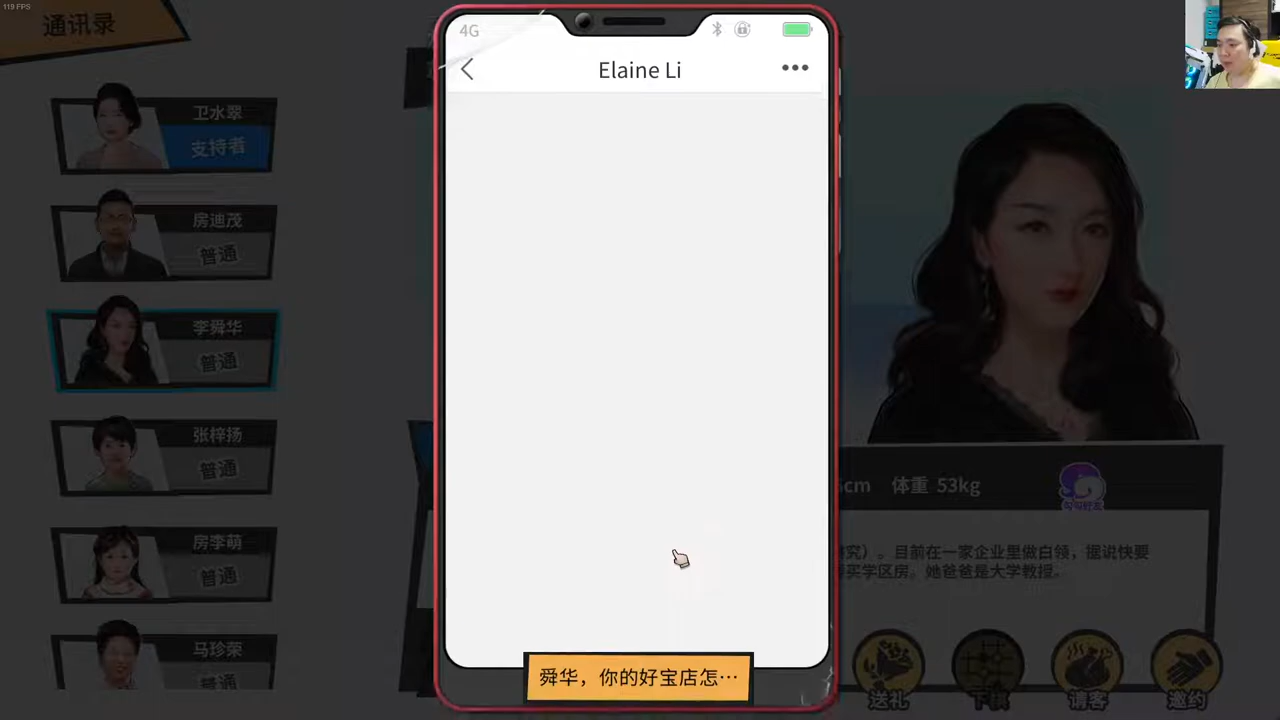 119 FPS
通讯录
4G
Elaine Li
卫水翠
支持者
房迪茂
普通
李舜华
普通
张梓扬
普通
房李萌
普通
马珍荣
普通
cm 体重 53kg
究）。目前在一家企业里做白领，据说快要
买学区房。她爸爸是大学教授。
送礼
请客
邀约
舜华，你的好宝店怎…